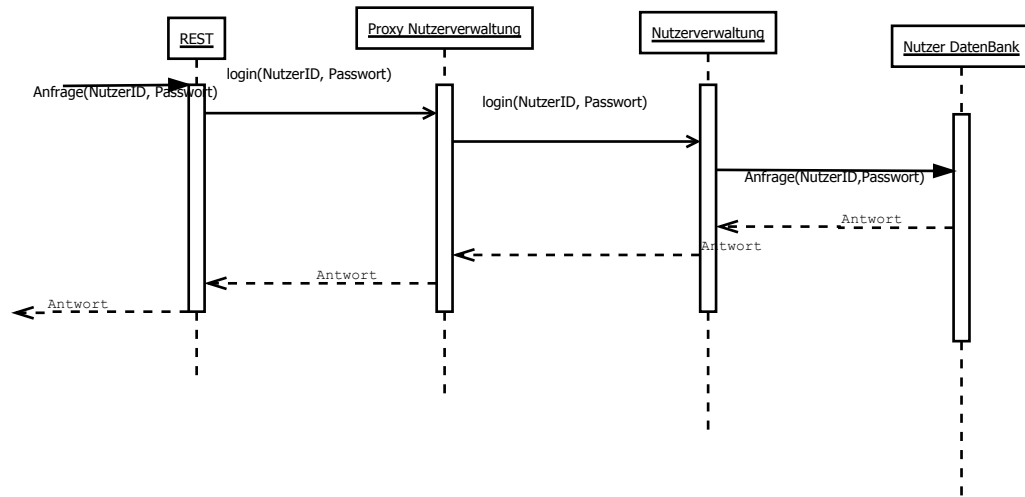 REST
Proxy Nutzerverwaltung
Nutzerverwaltung
Nutzer DatenBank
Anfrage(NutzerID, Passwort)
login(NutzerID, Passwort)
login(NutzerID, Passwort)
Anfrage(NutzerID,Passwort)
Antwort
Antwort
Antwort
Antwort